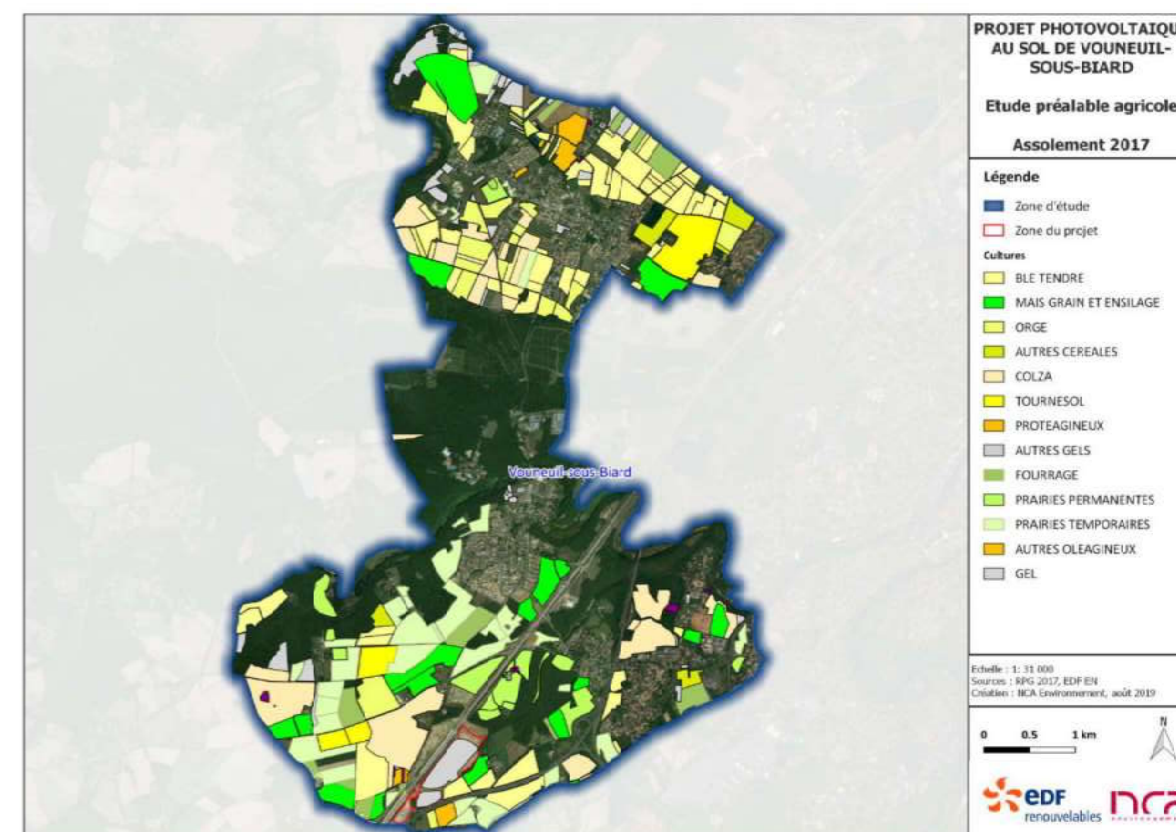 PROJET PHOTOVOLTAIQU
AU SOL DE VOUNEUIL-
SOUS-BIARD
Etude préalable agricole
Assolement 2017
Légende
Zone d'étude
Zone du projet
Cultures
BLE TENDRE
MAIS GRAIN ET ENSILAGE
ORGE
AUTRES CEREALES
COLZA
TOURNESOL
PROTEAGINEUX
AUTRES GELS
FOURRAGE
PRAIRIES PERMANENTES
PRAIRIES TEMPORAIRES
AUTRES OLEAGINEUX
GEL
Vouneuil-sous-Biard
Echelle : 1: 31 000
Sources : RPG 2017, EDF EN
Création : NCA Environnement, août 2019
0 0.5 1 km
N
eDF
renouvelables
nca